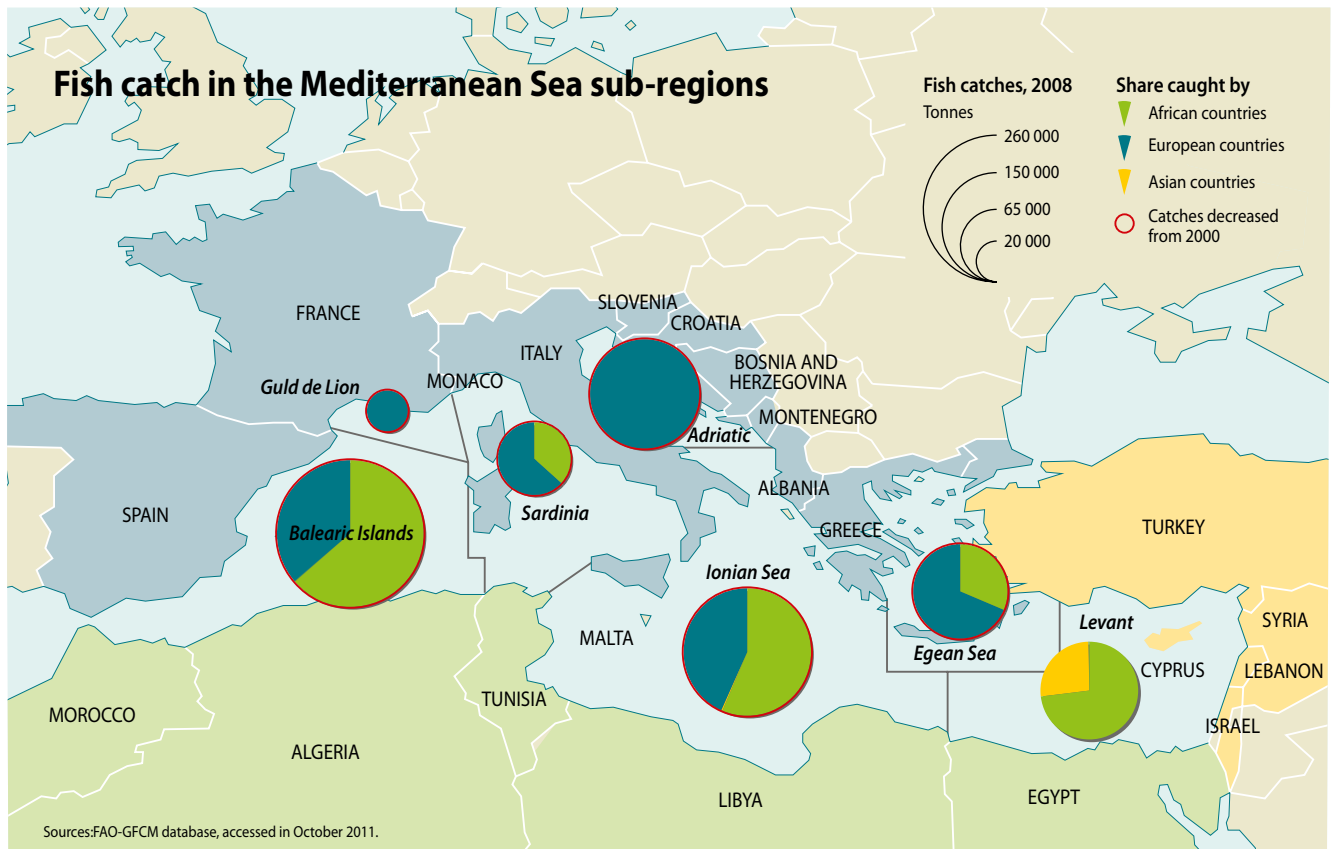 Fish catch in the Mediterranean Sea sub-regions
Fish catches, 2008
Tonnes
260 000
150 000
65 000
20 000
Share caught by
African countries
European countries
Asian countries
Catches decreased
from 2000
FRANCE
SLOVENIA
CROATIA
ITALY
BOSNIA AND
HERZEGOVINA
Guld de Lion
MONACO
MONTENEGRO
Adriatic
ALBANIA
SPAIN
Sardinia
Balearic Islands
GREECE
TURKEY
Ionian Sea
Levant
SYRIA
MALTA
Egean Sea
CYPRUS
LEBANON
TUNISIA
MOROCCO
ISRAEL
ALGERIA
LIBYA
EGYPT
Sources:FAO-GFCM database, accessed in October 2011.